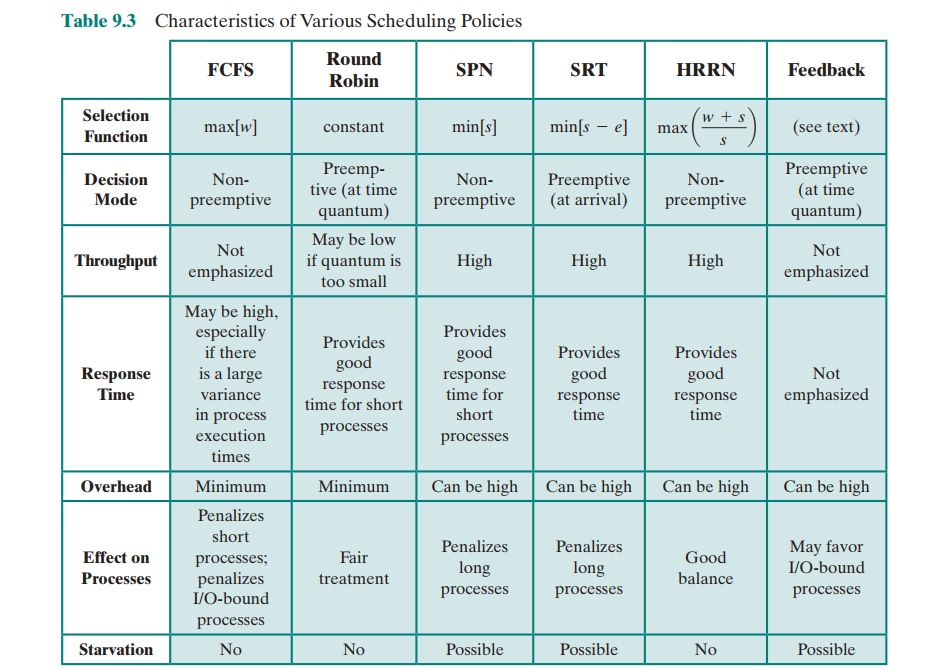 Table 9.3 Characteristics of Various Scheduling Policies
FCFS
Round
Robin
SPN
SRT
HRRN
Feedback
Selection
Function
max[w]
constant
min[s]
min[s − e]
max((w + s)/s)
(see text)
Decision
Mode
Non-
preemptive
Preemp-
tive (at time
quantum)
Non-
preemptive
Preemptive
(at arrival)
Non-
preemptive
Preemptive
(at time
quantum)
Throughput
Not
emphasized
May be low
if quantum is
too small
High
High
High
Not
emphasized
Response
Time
May be high,
especially
if there
is a large
variance
in process
execution
times
Provides
good
response
time for short
processes
Provides
good
response
time for
short
processes
Provides
good
response
time
Provides
good
response
time
Not
emphasized
Overhead
Minimum
Minimum
Can be high
Can be high
Can be high
Can be high
Effect on
Processes
Penalizes
short
processes;
penalizes
I/O-bound
processes
Fair
treatment
Penalizes
long
processes
Penalizes
long
processes
Good
balance
May favor
I/O-bound
processes
Starvation
No
No
Possible
Possible
No
Possible